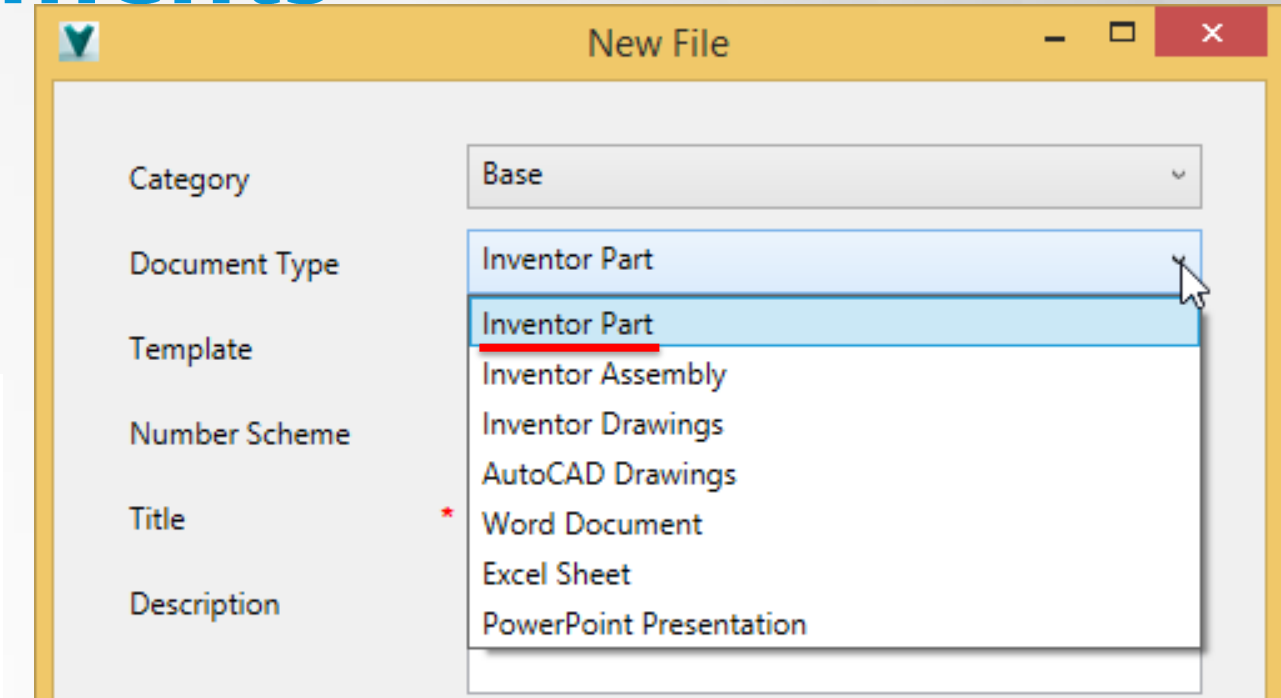 New File
Category
Base
Document Type
Inventor Part
Inventor Part
Template
Inventor Assembly
Inventor Drawings
Number Scheme
AutoCAD Drawings
Title *
Word Document
Excel Sheet
Description
PowerPoint Presentation